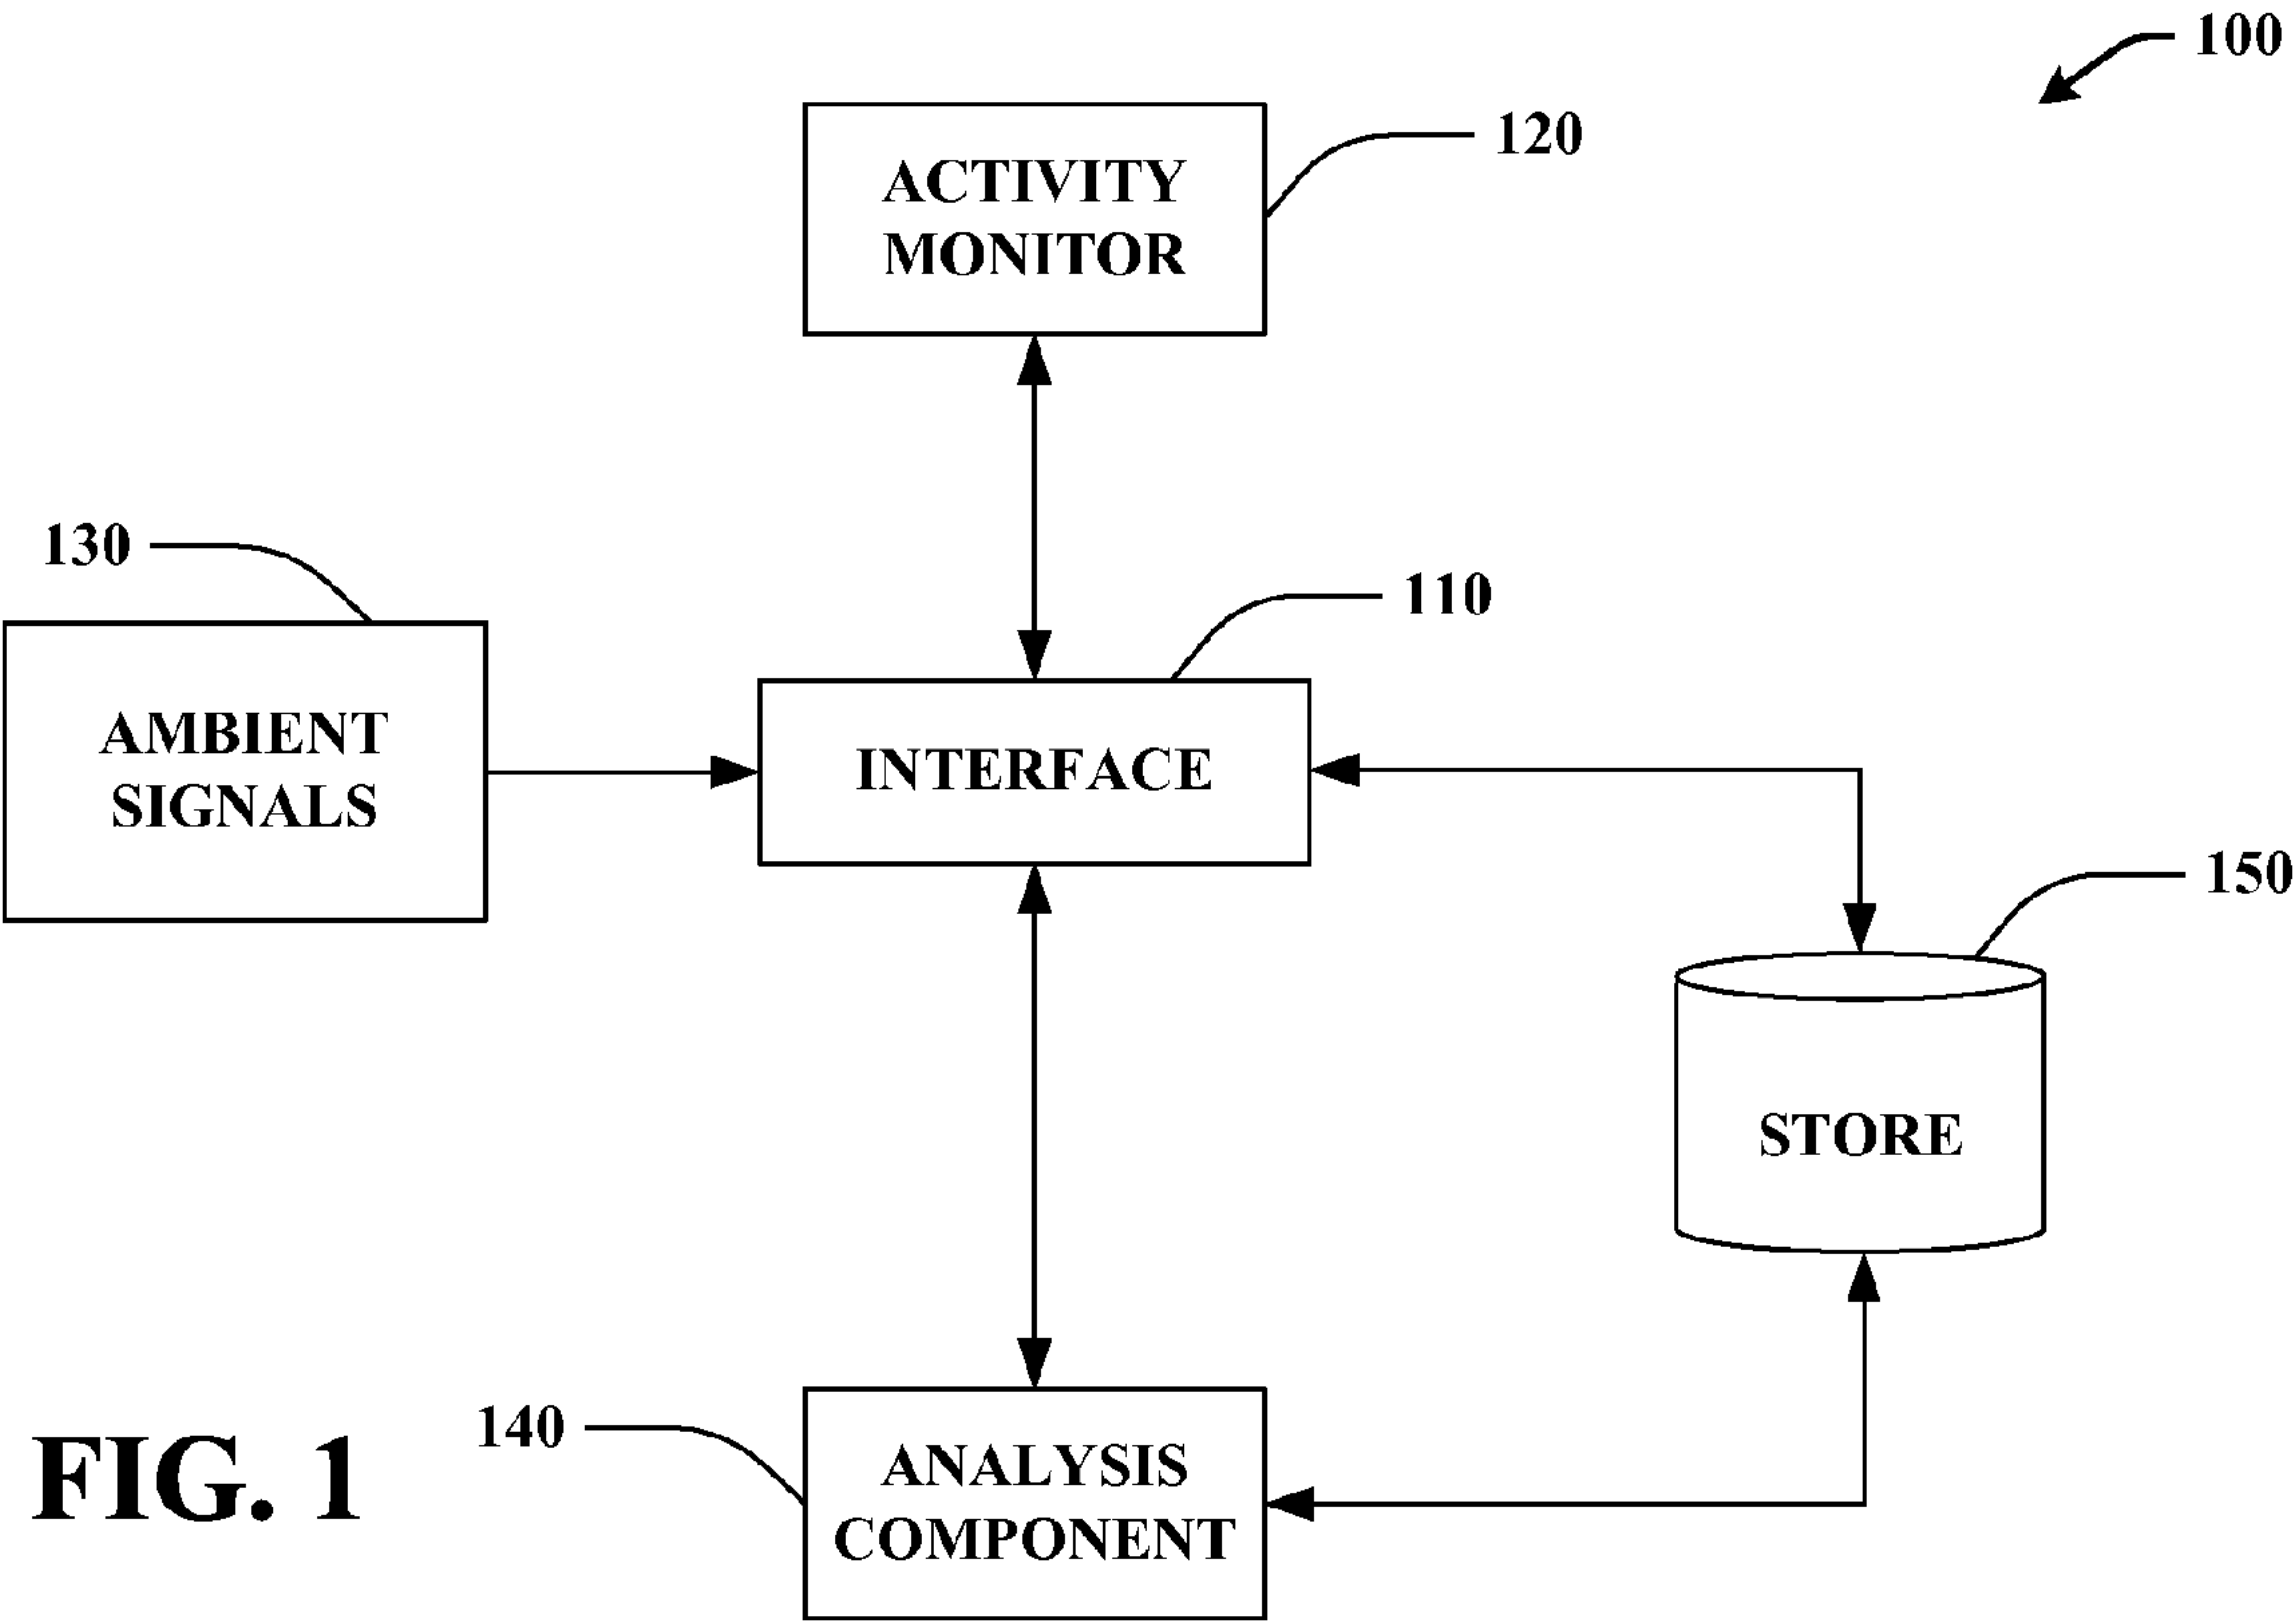 100
120
ACTIVITY
MONITOR
130
110
AMBIENT
SIGNALS
INTERFACE
150
STORE
140
ANALYSIS
COMPONENT
FIG. 1